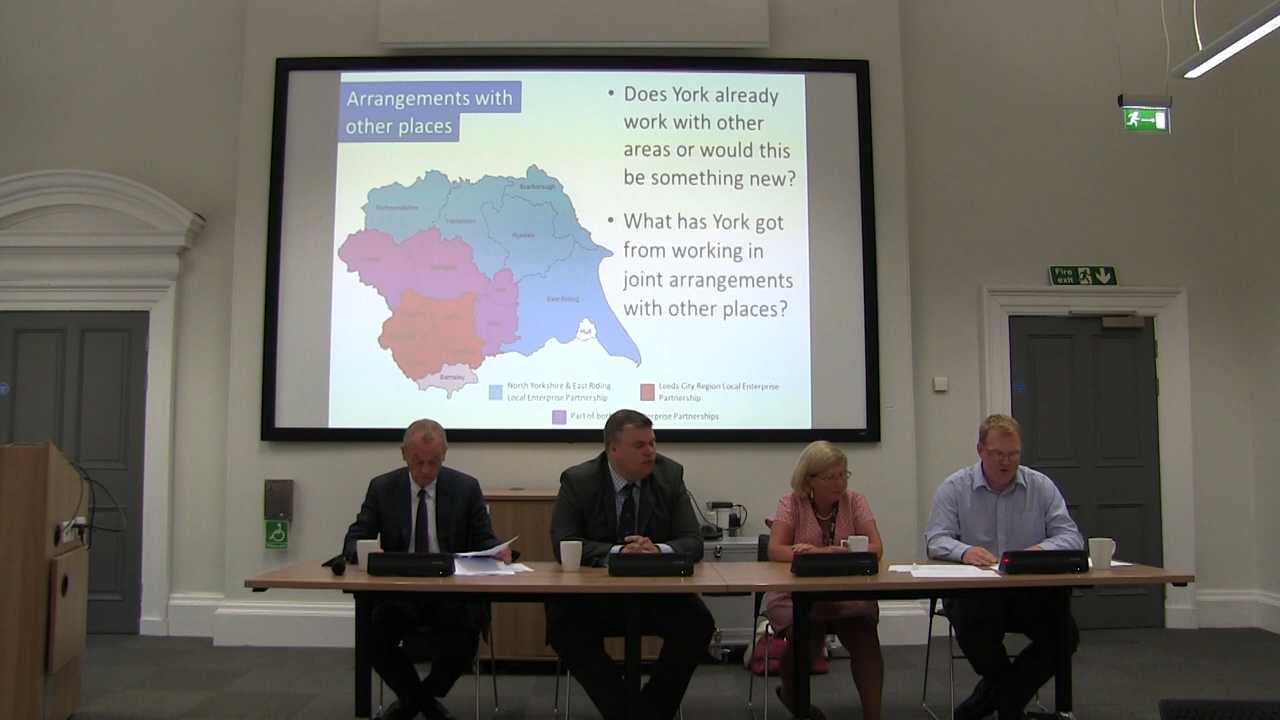 Arrangements with
other places
• Does York already
work with other
areas or would this
be something new?
• What has York got
from working in
joint arrangements
with other places?
Scarborough
Richmondshire
Hambleton
Ryedale
Harrogate
East Riding
Hull
Barnsley
North Yorkshire & East Riding
Local Enterprise Partnership
Leeds City Region Local Enterprise
Partnership
Part of both
erprise Partnerships
Fire
exit